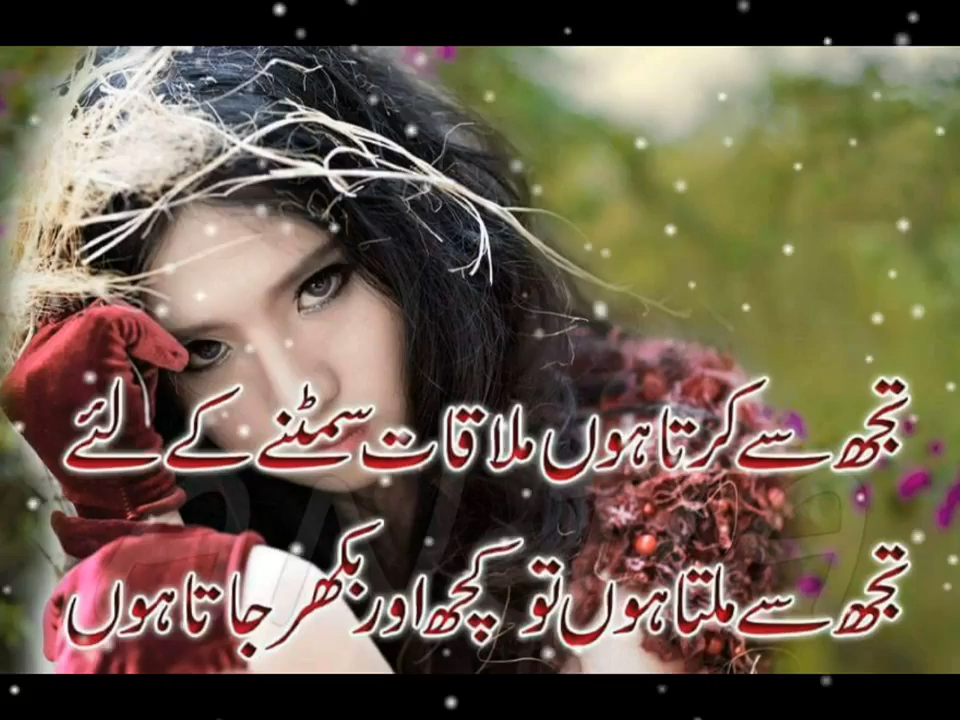 تجھ سے کرتا ہوں ملاقات سمٹنے کے لئے
تجھ سے ملتا ہوں تو کچھ اور بکھر جاتا ہوں